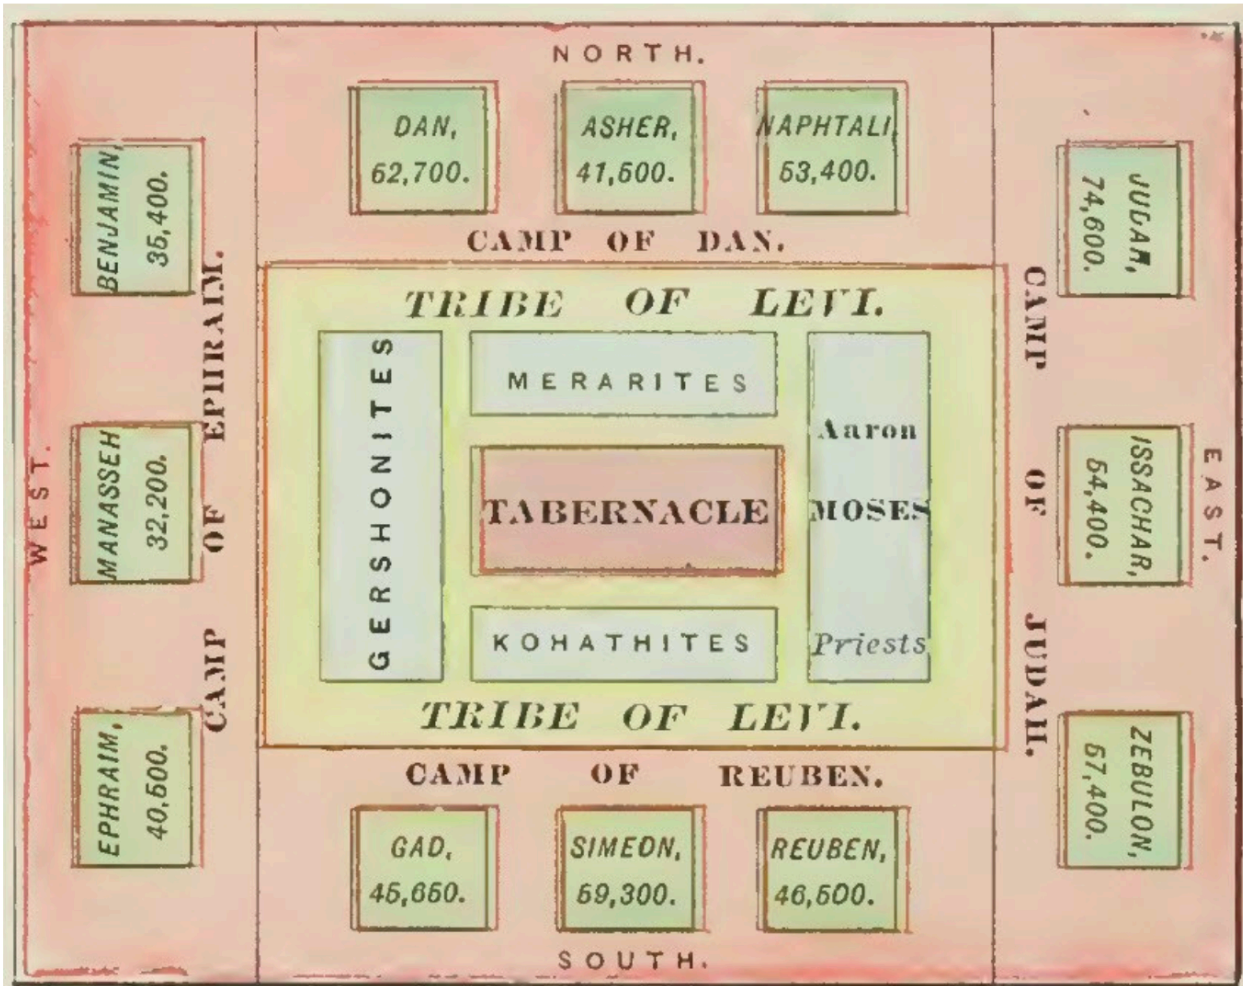 NORTH.
DAN,
62,700.
ASHER,
41,500.
NAPHTALI,
53,400.
CAMP OF DAN.
BENJAMIN,
35,400.
MANASSEH
32,200.
EPHRAIM,
40,500.
WEST.
CAMP OF EPHRAIM.
TRIBE OF LEVI.
GERSHONITES
MERARITES
TABERNACLE
KOHATHITES
Aaron
MOSES
Priests
TRIBE OF LEVI.
JUDAH,
74,600.
ISSACHAR,
54,400.
ZEBULON,
57,400.
CAMP OF JUDAH.
EAST.
CAMP OF REUBEN.
GAD,
45,650.
SIMEON,
59,300.
REUBEN,
46,500.
SOUTH.